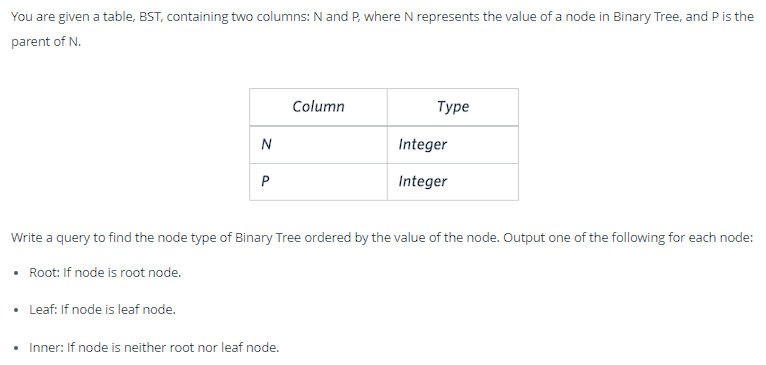 You are given a table, BST, containing two columns: N and P, where N represents the value of a node in Binary Tree, and P is the
parent of N.
Column Type
N Integer
P Integer
Write a query to find the node type of Binary Tree ordered by the value of the node. Output one of the following for each node:
• Root: If node is root node.
• Leaf: If node is leaf node.
• Inner: If node is neither root nor leaf node.